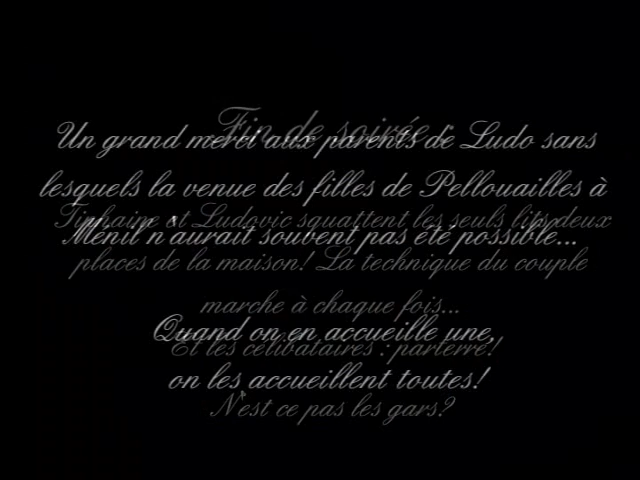 Fin de soirée :
Un grand merci aux parents de Ludo sans
lesquels la venue des filles de Pellouailles à
Ménil n'aurait souvent pas été possible...
Quand on en accueille une,
on les accueillent toutes!
Tiphaine et Ludovic squattent les seuls lits deux
places de la maison! La technique du couple
marche à chaque fois...
Et les célibataires : parterre!
N'est ce pas les gars?